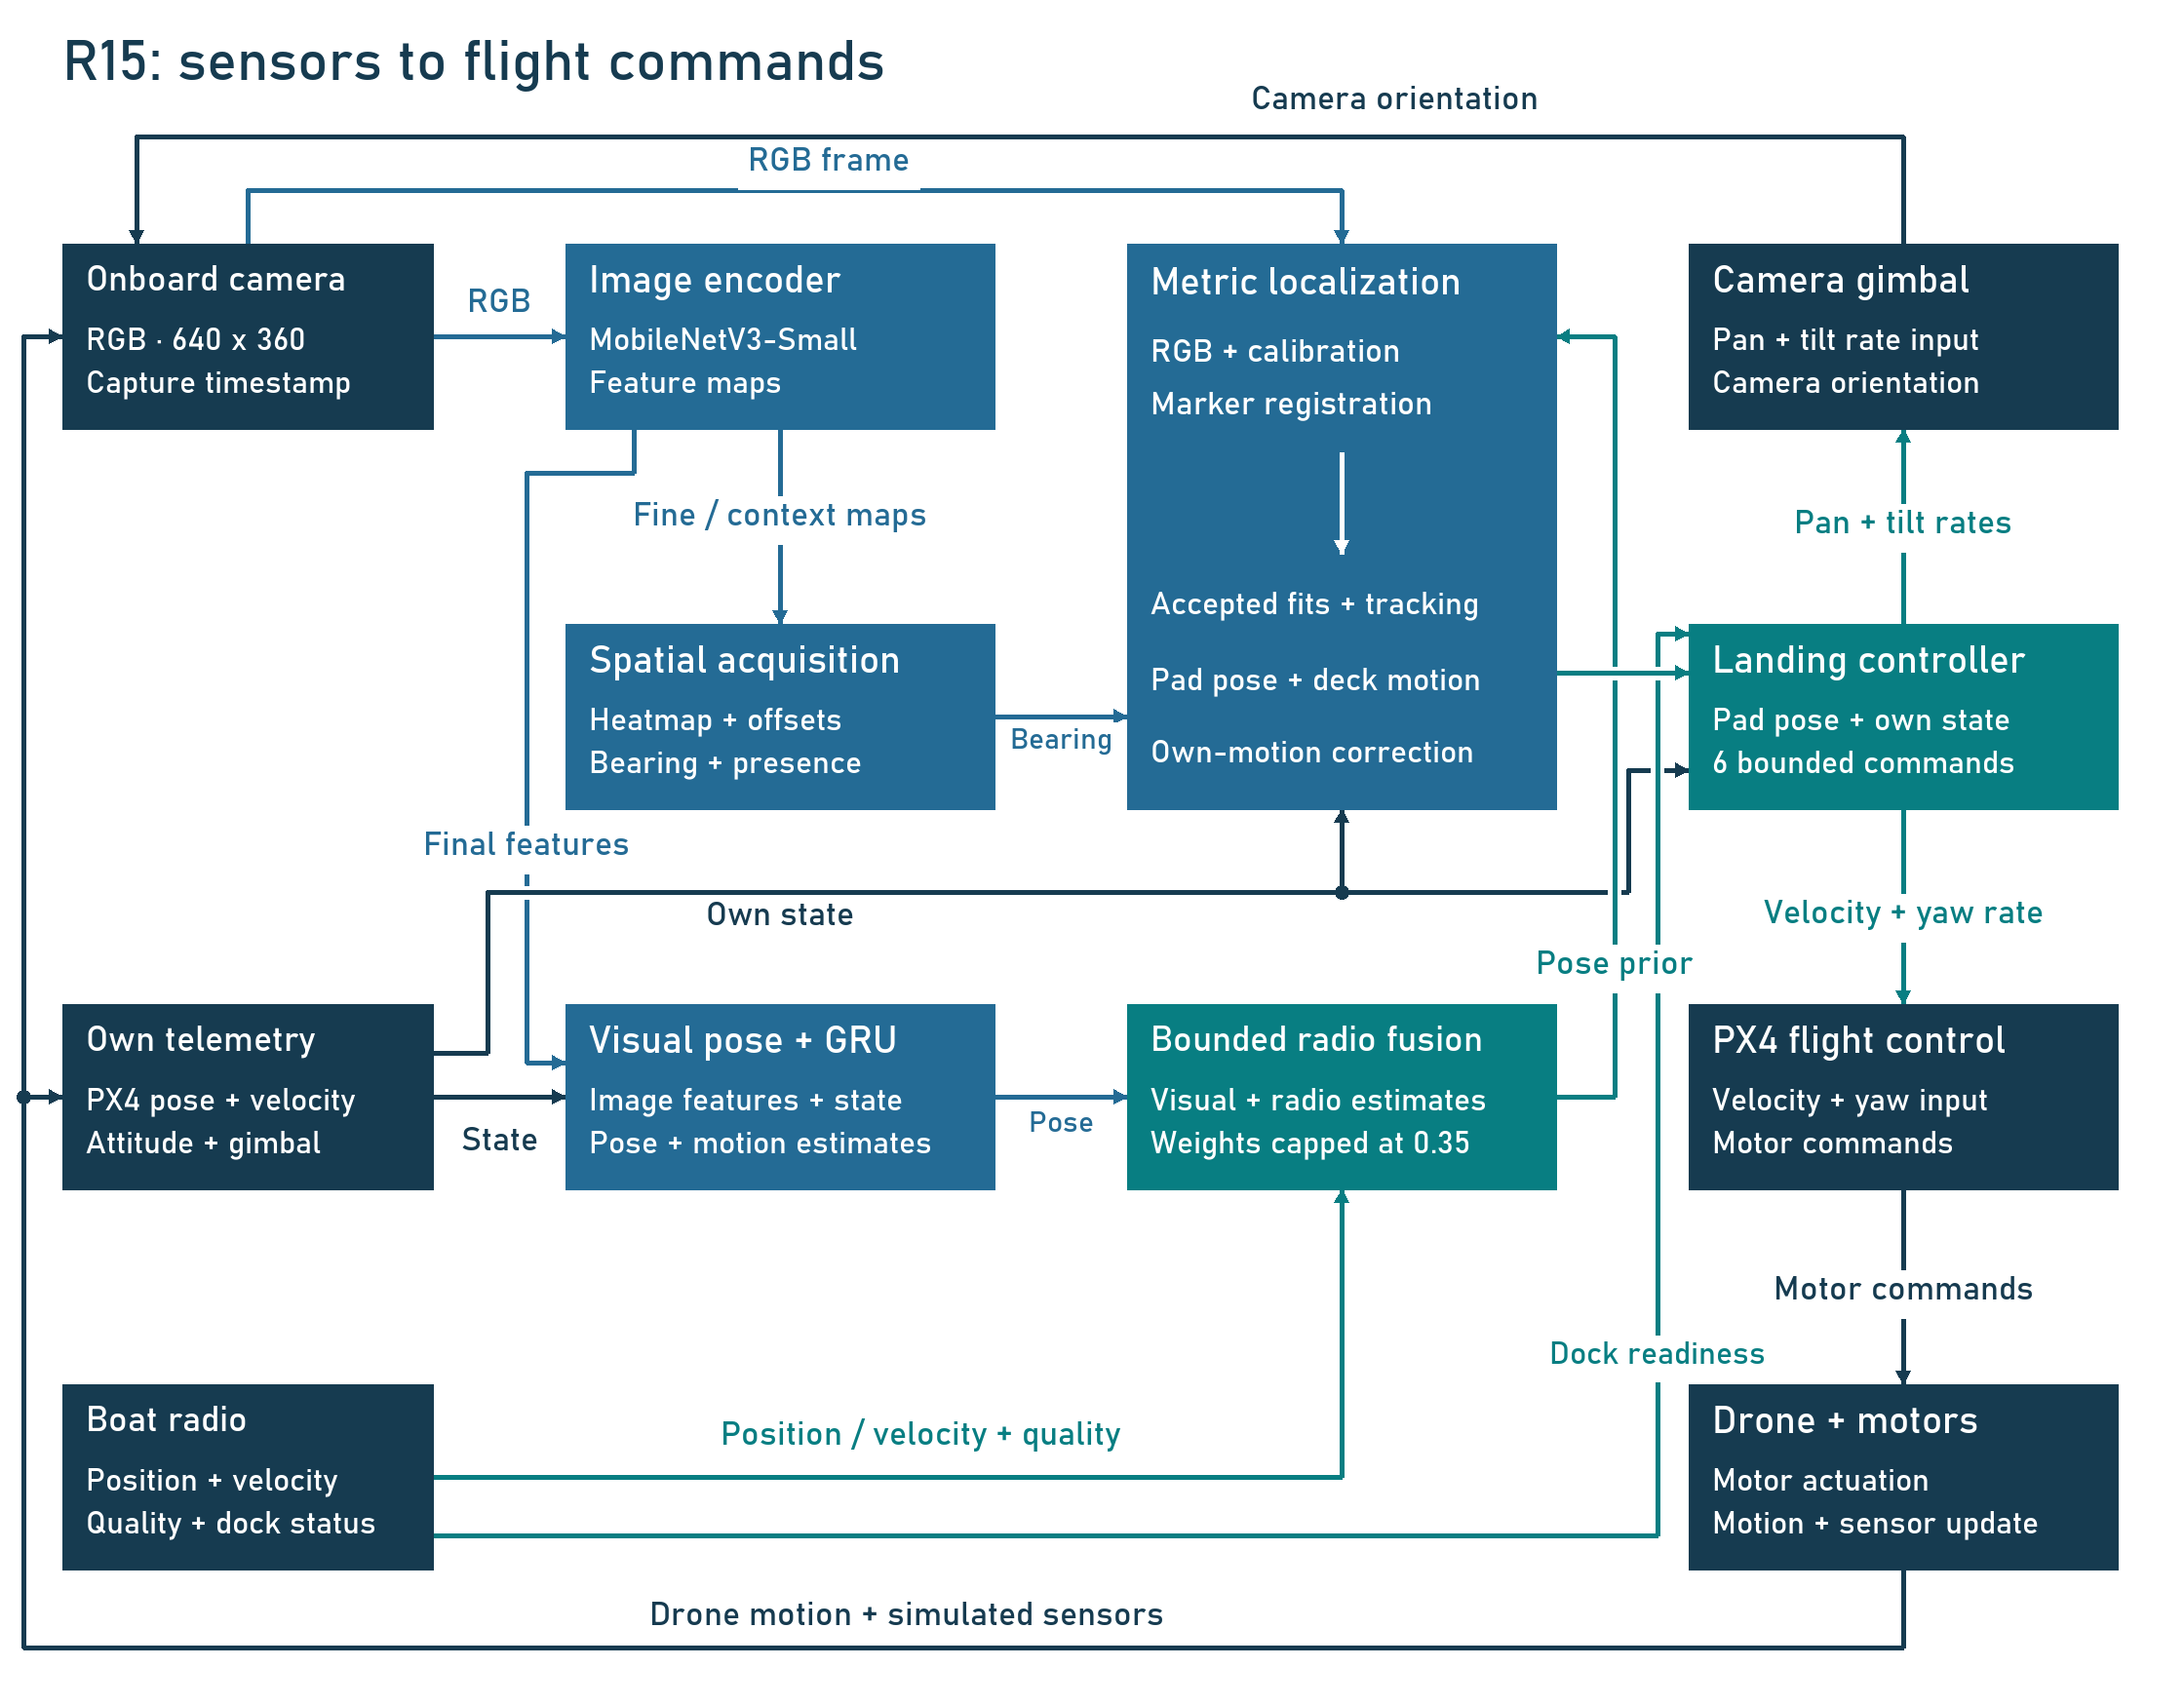 R15: sensors to flight commands
Camera orientation
RGB frame
Onboard camera
RGB · 640 x 360
Capture timestamp
RGB
Image encoder
MobileNetV3-Small
Feature maps
Metric localization
RGB + calibration
Marker registration
Accepted fits + tracking
Pad pose + deck motion
Own-motion correction
Camera gimbal
Pan + tilt rate input
Camera orientation
Fine / context maps
Pan + tilt rates
Spatial acquisition
Heatmap + offsets
Bearing + presence
Bearing
Landing controller
Pad pose + own state
6 bounded commands
Final features
Own state
Velocity + yaw rate
Pose prior
Own telemetry
PX4 pose + velocity
Attitude + gimbal
State
Visual pose + GRU
Image features + state
Pose + motion estimates
Pose
Bounded radio fusion
Visual + radio estimates
Weights capped at 0.35
PX4 flight control
Velocity + yaw input
Motor commands
Motor commands
Dock readiness
Boat radio
Position + velocity
Quality + dock status
Position / velocity + quality
Drone + motors
Motor actuation
Motion + sensor update
Drone motion + simulated sensors